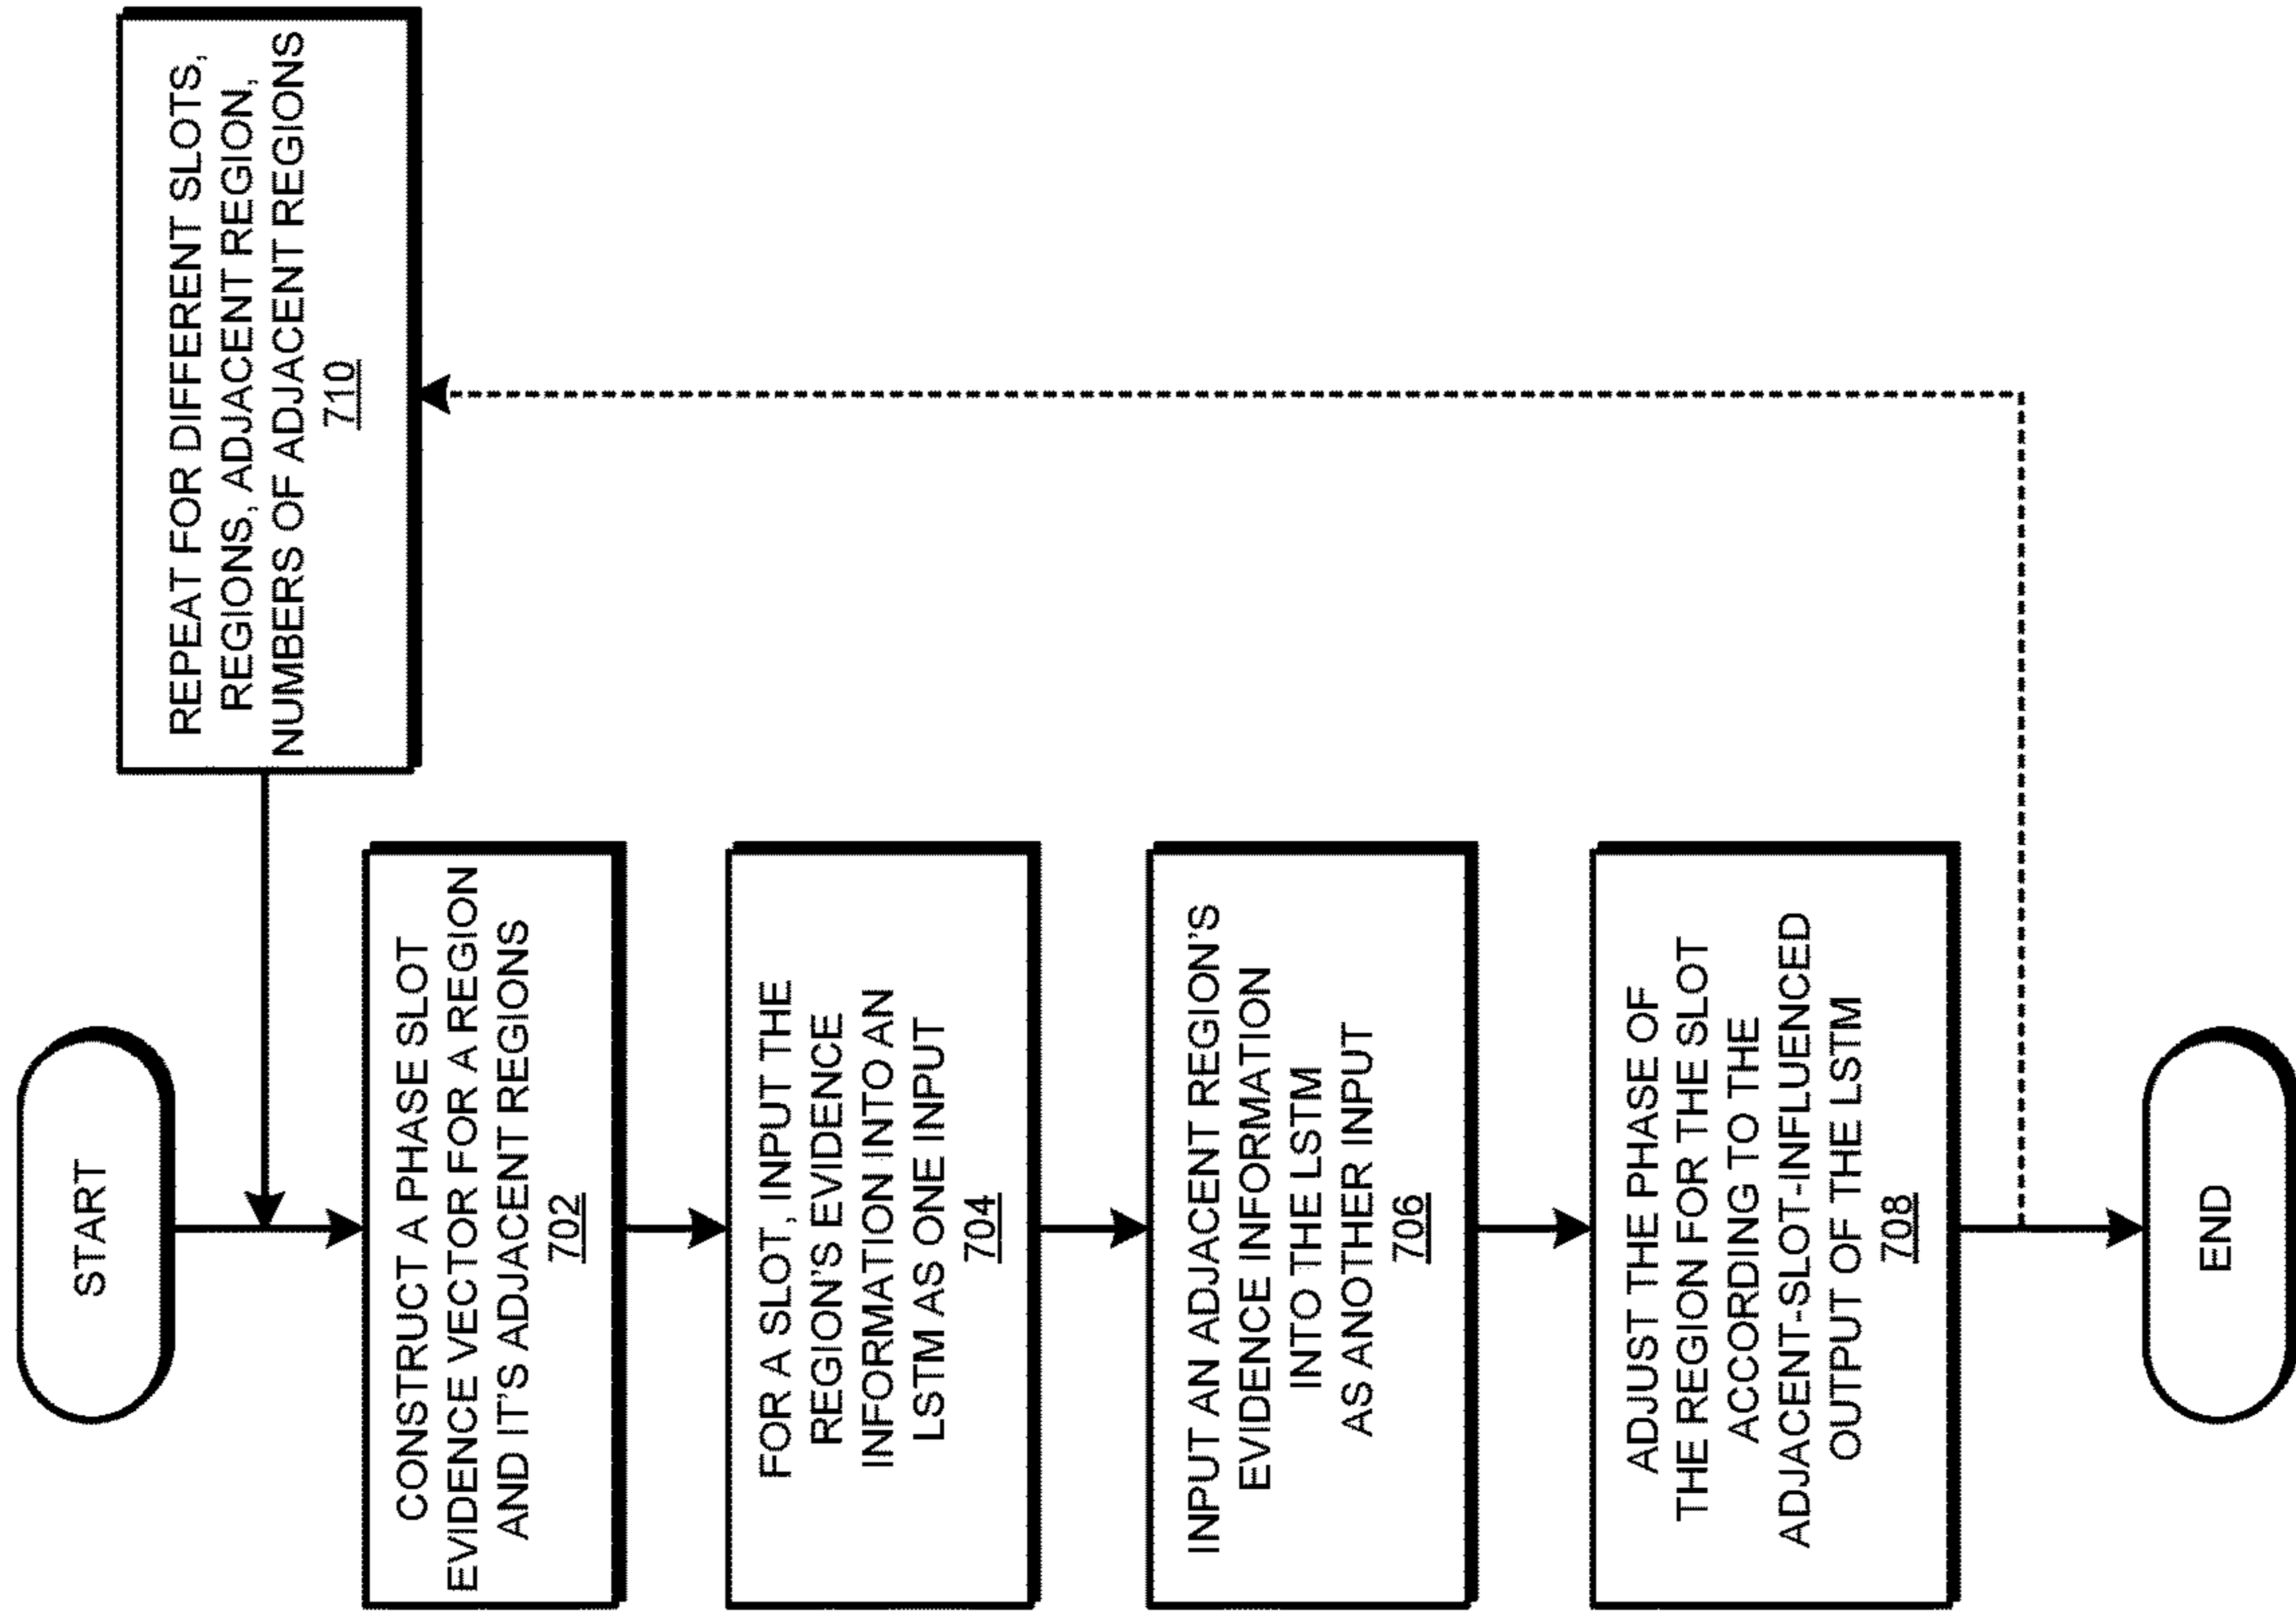 START
CONSTRUCT A PHASE SLOT
EVIDENCE VECTOR FOR A REGION
AND IT'S ADJACENT REGIONS
702
FOR A SLOT, INPUT THE
REGION'S EVIDENCE
INFORMATION INTO AN
LSTM AS ONE INPUT
704
INPUT AN ADJACENT REGION'S
EVIDENCE INFORMATION
INTO THE LSTM
AS ANOTHER INPUT
706
ADJUST THE PHASE OF
THE REGION FOR THE SLOT
ACCORDING TO THE
ADJACENT-SLOT-INFLUENCED
OUTPUT OF THE LSTM
708
END
REPEAT FOR DIFFERENT SLOTS,
REGIONS, ADJACENT REGION,
NUMBERS OF ADJACENT REGIONS
710